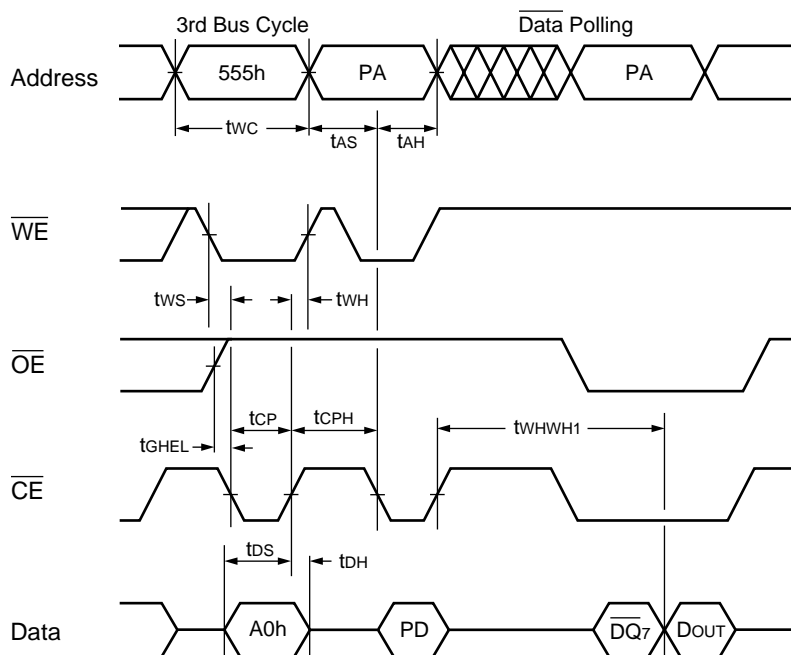 3rd Bus Cycle
Data Polling
Address
555h
PA
PA
tWC
tAS
tAH
WE
tWS
tWH
OE
tCP
tCPH
tWHWH1
tGHEL
CE
tDS
tDH
Data
A0h
PD
DQ7
DOUT